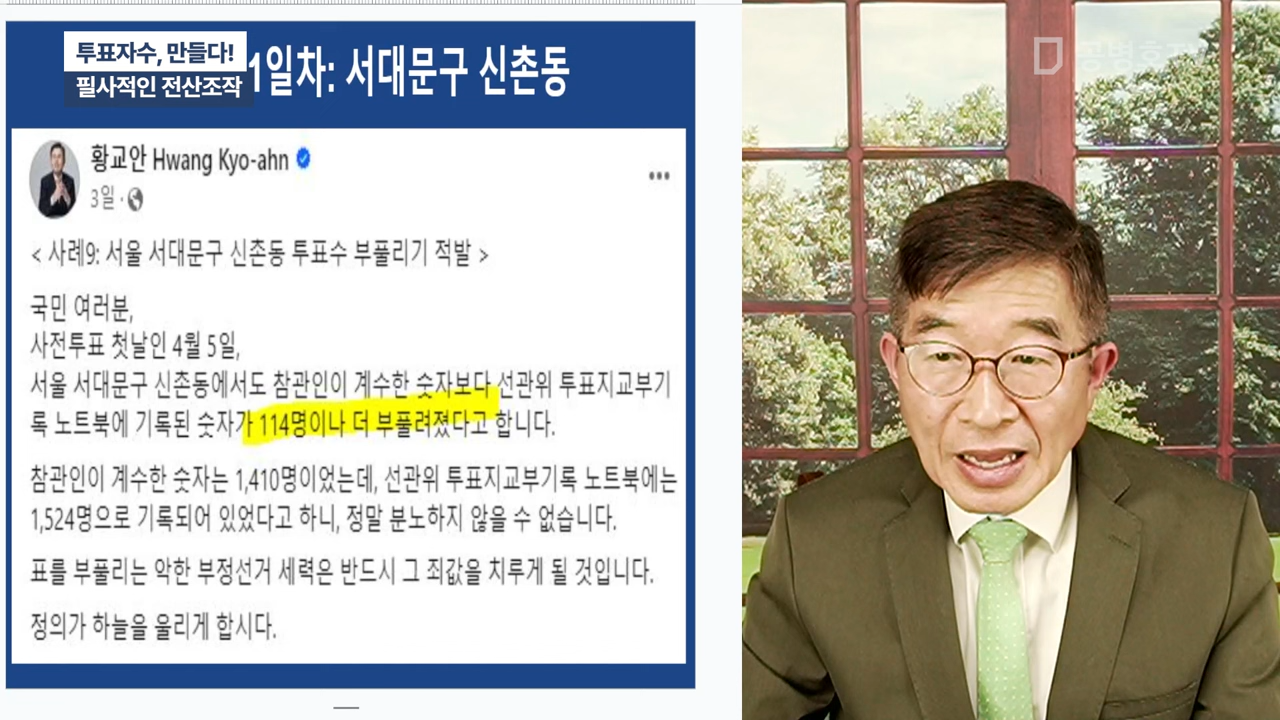 투표자수, 만들다!
필사적인 전산조작
1일차: 서대문구 신촌동
황교안 Hwang Kyo-ahn
3일 ·
< 사례9: 서울 서대문구 신촌동 투표수 부풀리기 적발 >
국민 여러분,
사전투표 첫날인 4월 5일,
서울 서대문구 신촌동에서도 참관인이 계수한 숫자보다 선관위 투표지교부기
록 노트북에 기록된 숫자가 114명이나 더 부풀려졌다고 합니다.
참관인이 계수한 숫자는 1,410명이었는데, 선관위 투표지교부기록 노트북에는
1,524명으로 기록되어 있었다고 하니, 정말 분노하지 않을 수 없습니다.
표를 부풀리는 악한 부정선거 세력은 반드시 그 죄값을 치루게 될 것입니다.
정의가 하늘을 울리게 합시다.